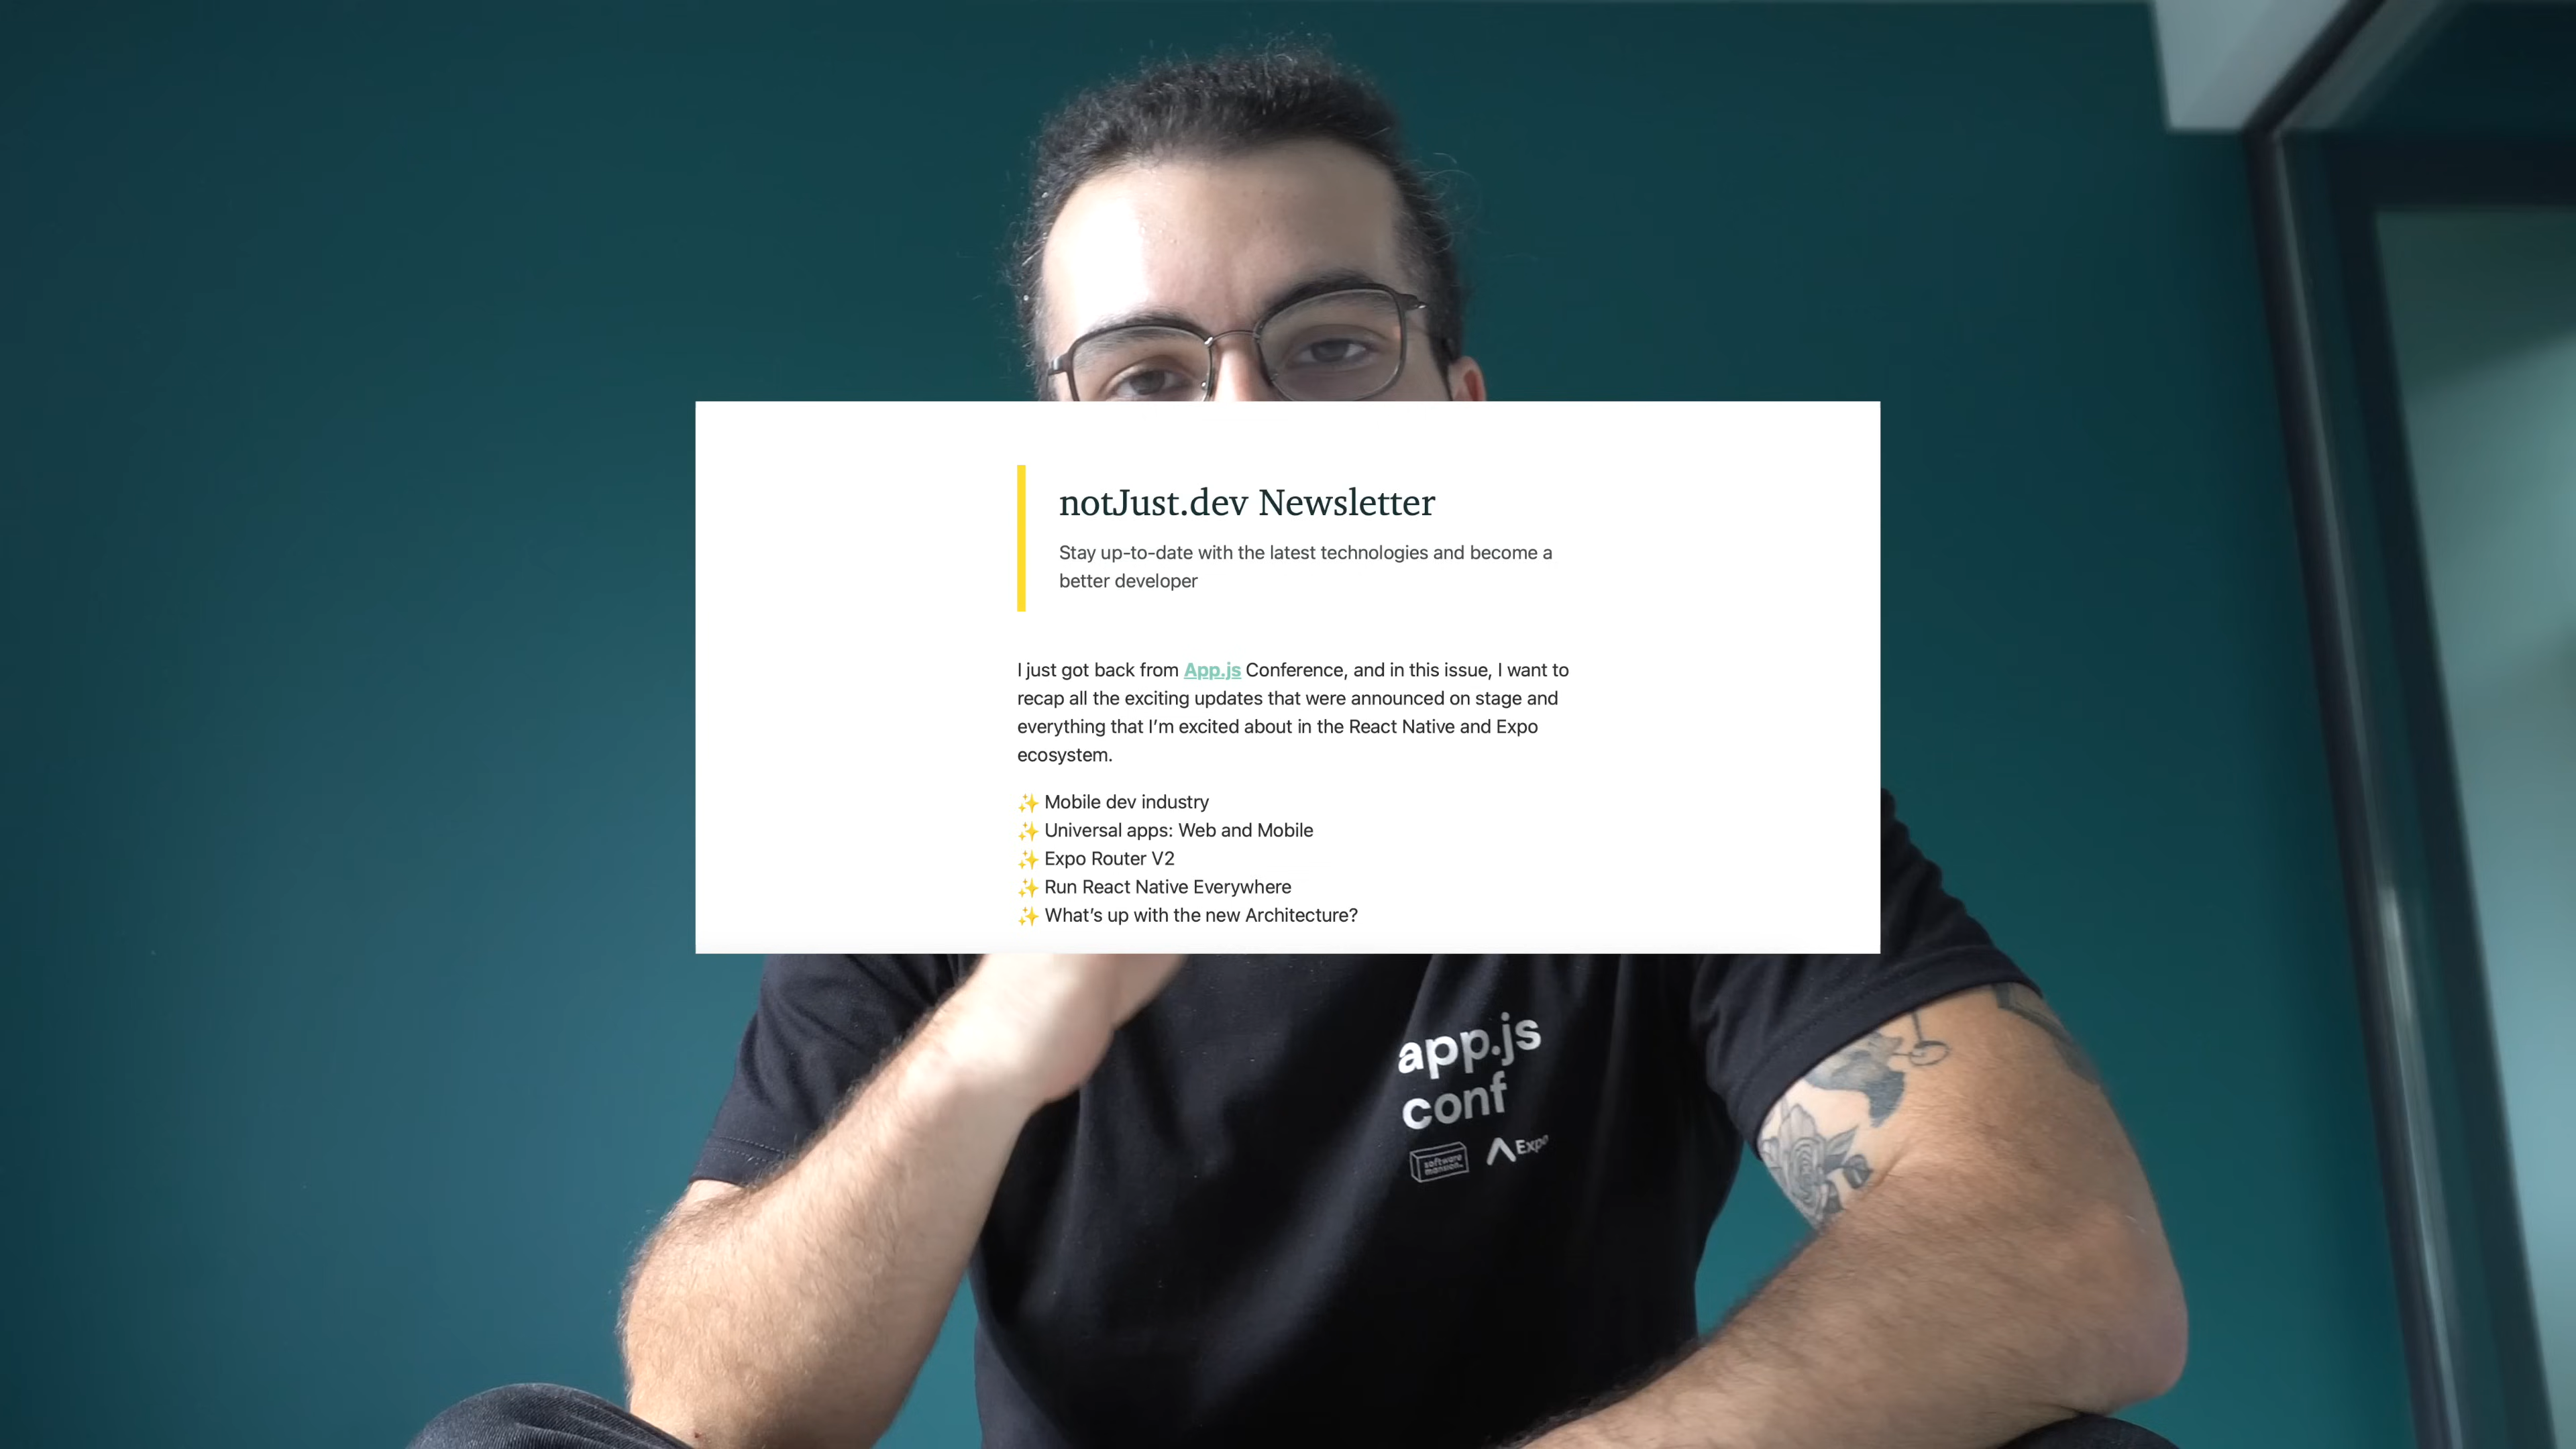 notJust.dev Newsletter
Stay up-to-date with the latest technologies and become a
better developer
I just got back from App.js Conference, and in this issue, I want to
recap all the exciting updates that were announced on stage and
everything that I’m excited about in the React Native and Expo
ecosystem.
✨ Mobile dev industry
✨ Universal apps: Web and Mobile
✨ Expo Router V2
✨ Run React Native Everywhere
✨ What’s up with the new Architecture?
app.js
conf
software
mansion
Expo